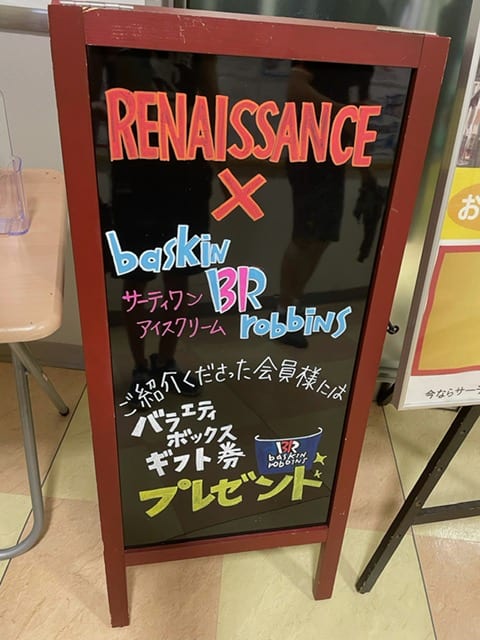 RENAISSANCE
×
baskin
サーティワン BR
アイスクリーム robbins
ご紹介くださった会員様には
バラエティ
ボックス
ギフト券
BR
baskin
robbins
プレゼント
お
今ならサーテ